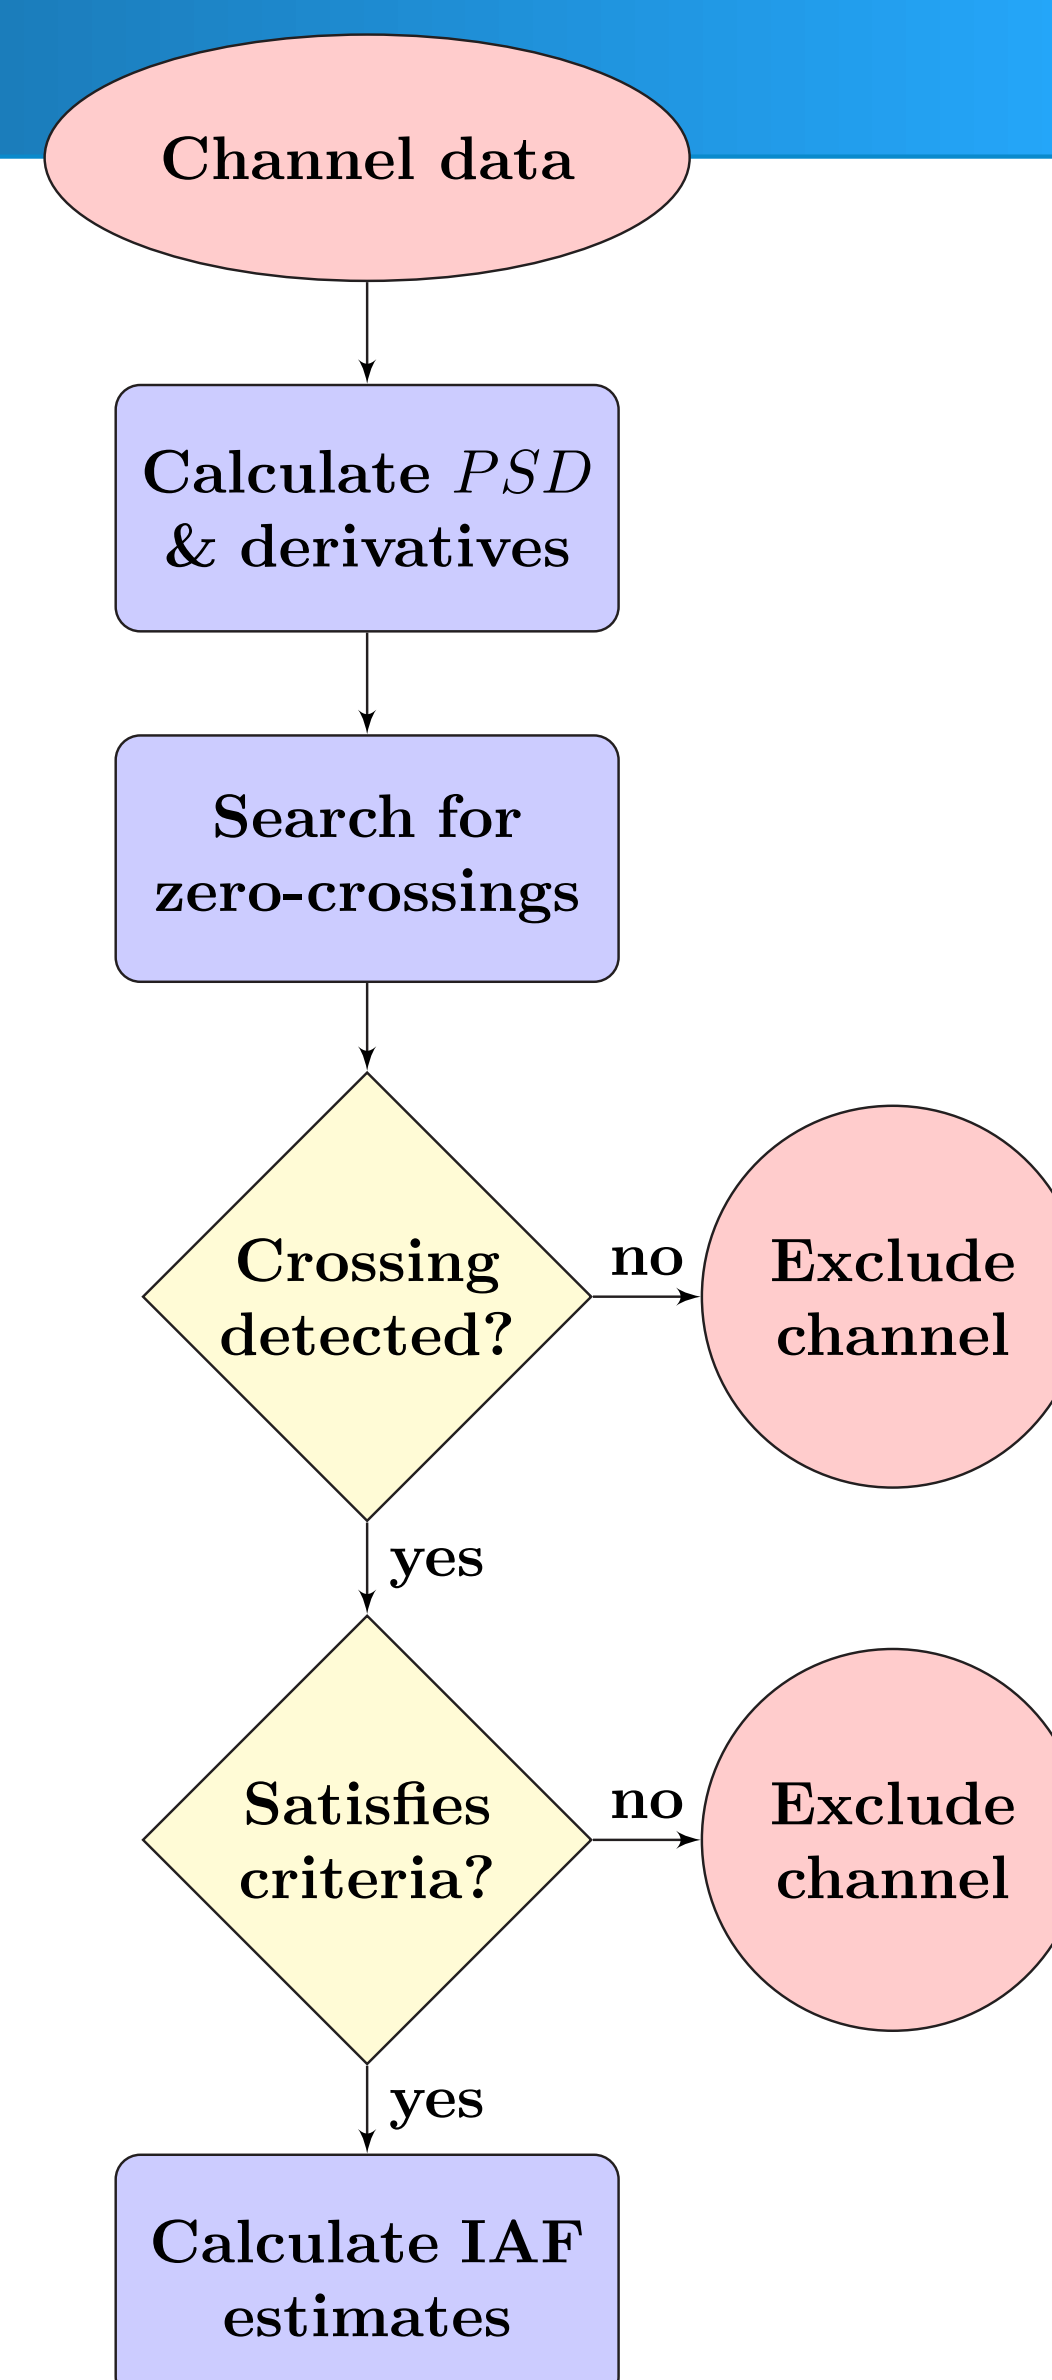 Channel data
Calculate PSD
& derivatives
Search for
zero-crossings
Crossing
detected?
no
Exclude
channel
yes
Satisfies
criteria?
no
Exclude
channel
yes
Calculate IAF
estimates